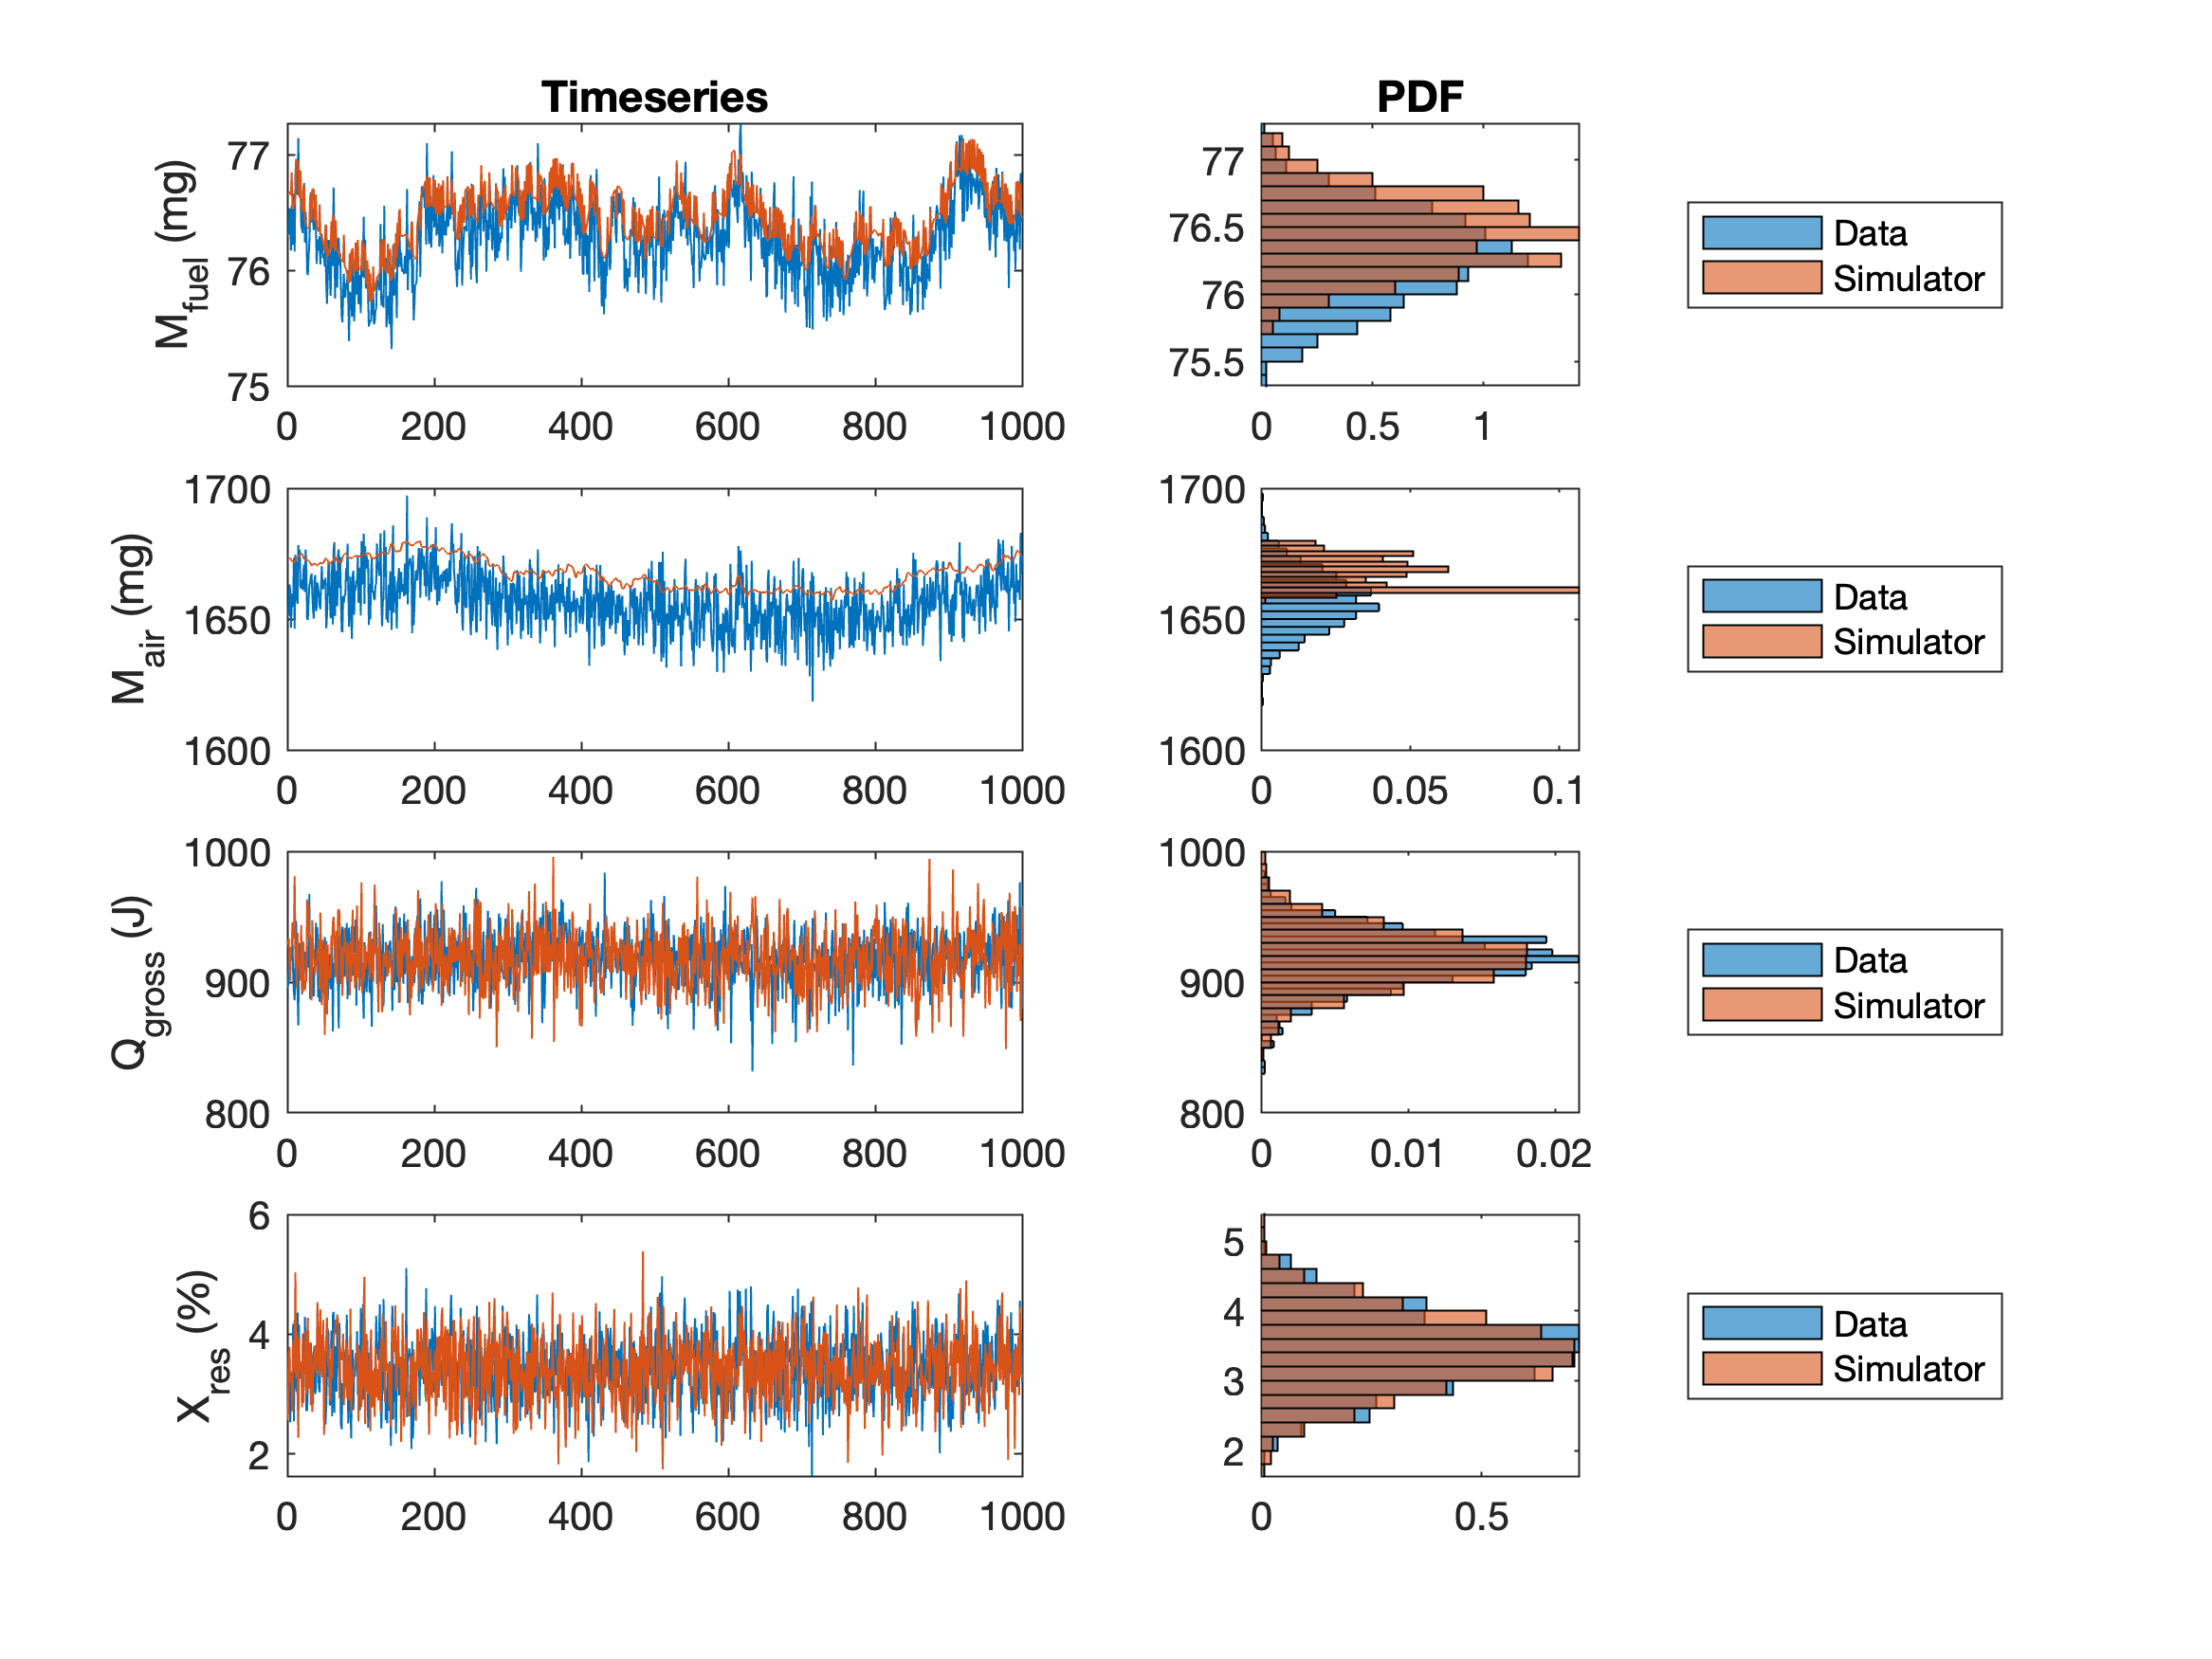 Timeseries PDF
77
76
75
M_fuel (mg)
0 200 400 600 800 1000
77
76.5
76
75.5
0 0.5 1
Data
Simulator
1700
1650
1600
M_air (mg)
0 200 400 600 800 1000
1700
1650
1600
0 0.05 0.1
Data
Simulator
1000
900
800
Q_gross (J)
0 200 400 600 800 1000
1000
900
800
0 0.01 0.02
Data
Simulator
6
4
2
X_res (%)
0 200 400 600 800 1000
5
4
3
2
0 0.5
Data
Simulator